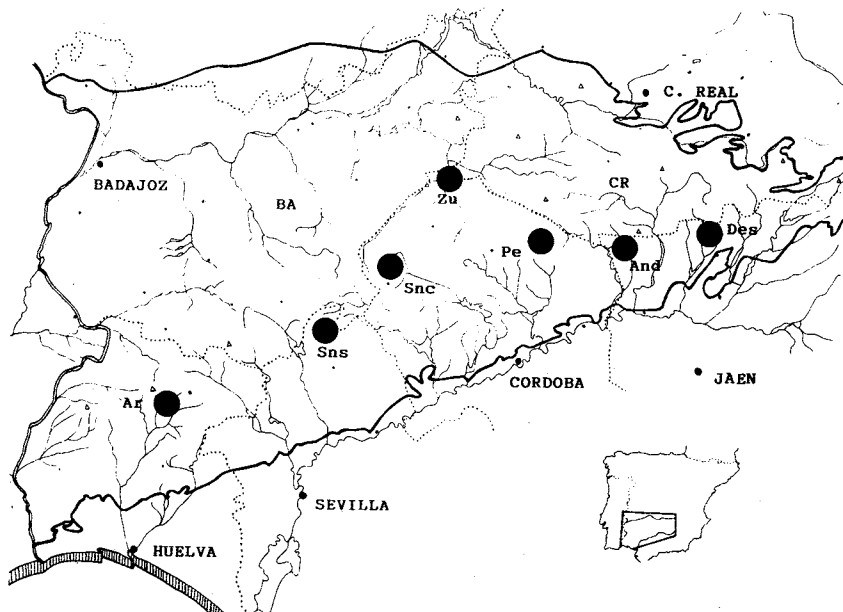 C. REAL
BADAJOZ
BA
Zu
CR
Pe
And
Des
Snc
Sns
CORDOBA
JAEN
Ar
SEVILLA
HUELVA